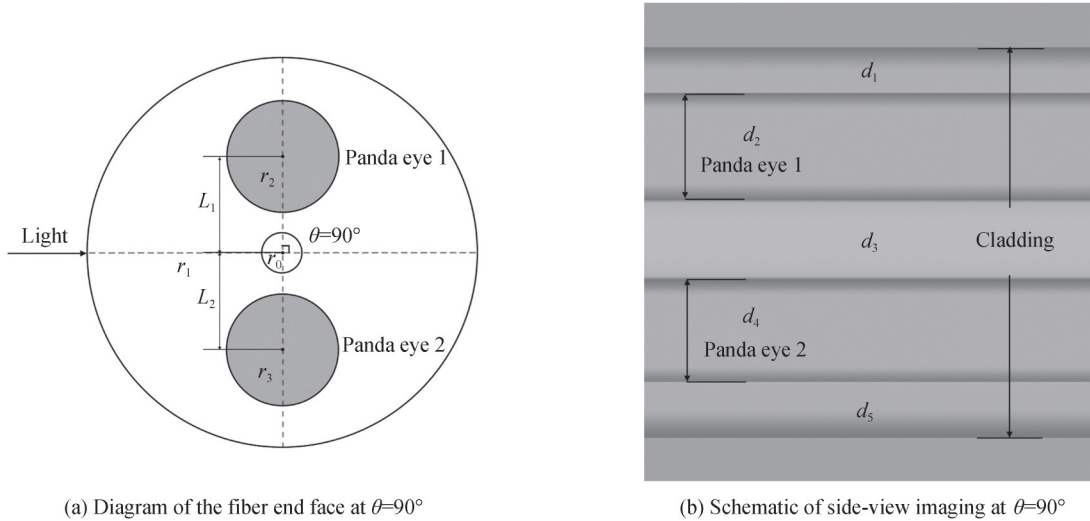 Panda eye 1
r₂
L₁
Light
θ=90°
r₁
r₀
L₂
Panda eye 2
r₃
(a) Diagram of the fiber end face at θ=90°
d₁
d₂
Panda eye 1
d₃
Cladding
d₄
Panda eye 2
d₅
(b) Schematic of side-view imaging at θ=90°